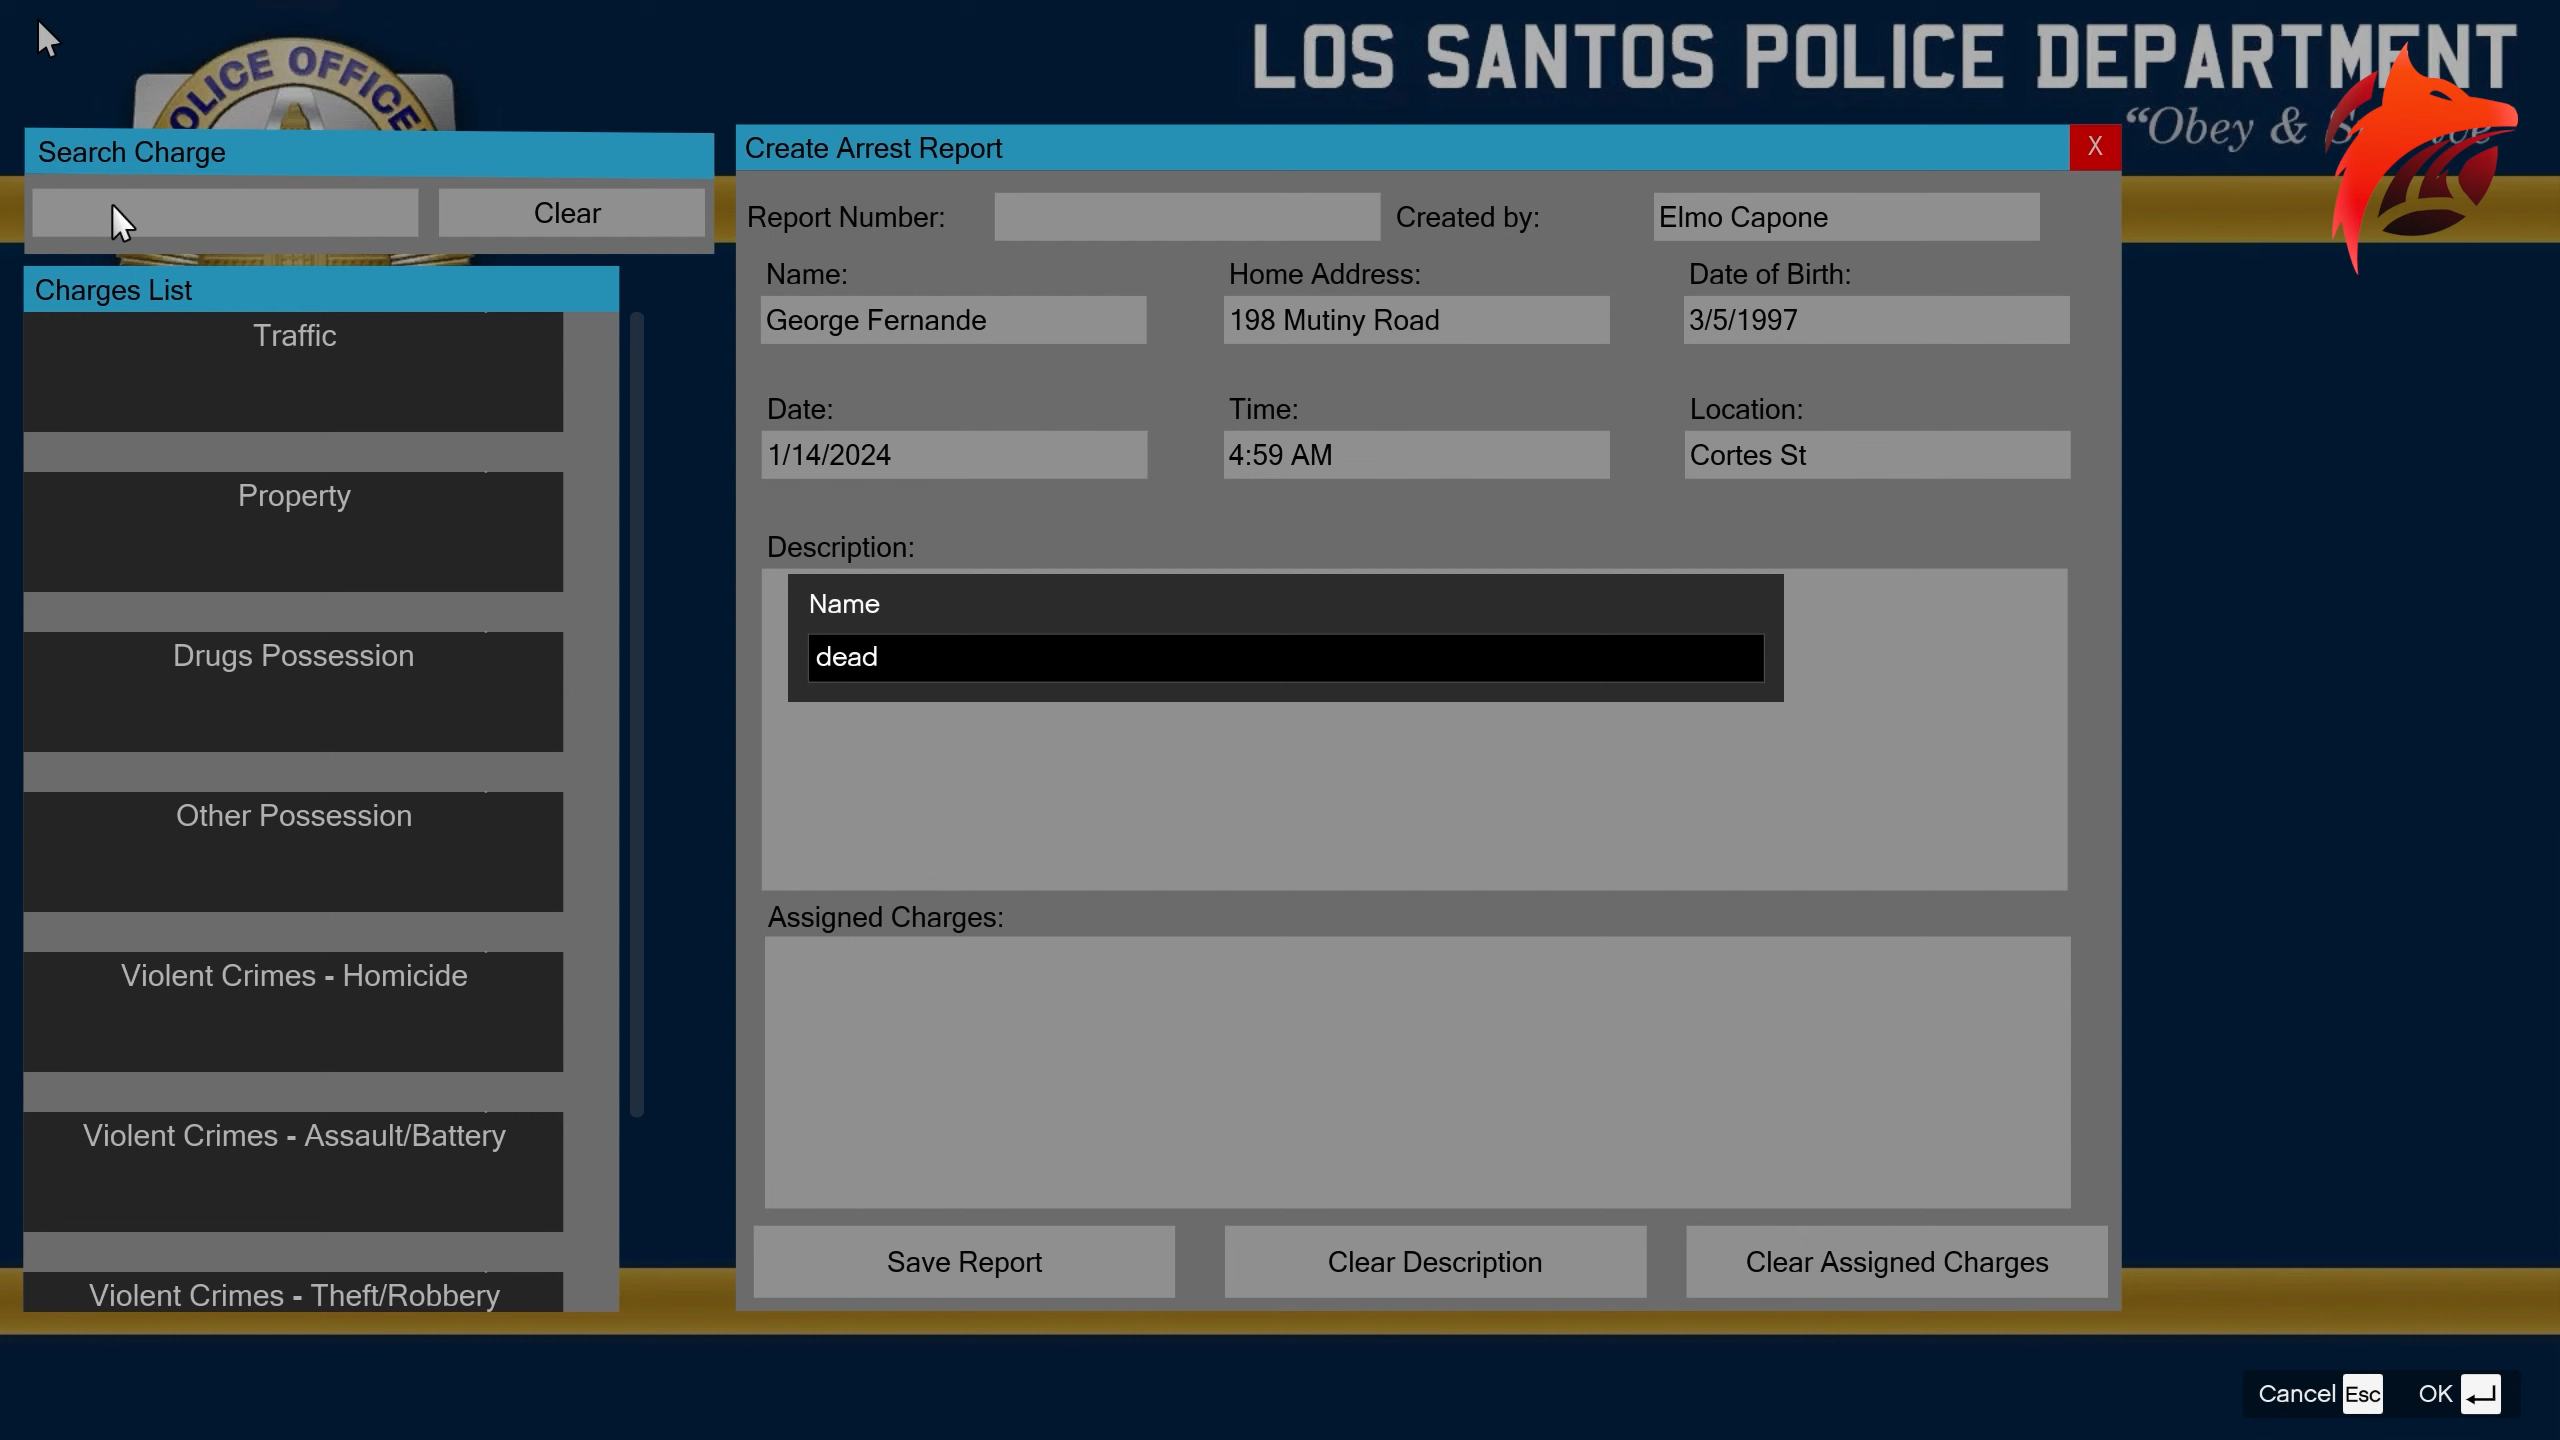 LOS SANTOS POLICE DEPARTMENT
“Obey &
POLICE OFFICER
Search Charge
Clear
Charges List
Traffic
Property
Drugs Possession
Other Possession
Violent Crimes - Homicide
Violent Crimes - Assault/Battery
Violent Crimes - Theft/Robbery
Create Arrest Report
X
Report Number:
Created by: Elmo Capone
Name: Home Address: Date of Birth:
George Fernande 198 Mutiny Road 3/5/1997
Date: Time: Location:
1/14/2024 4:59 AM Cortes St
Description:
Name
dead
Assigned Charges:
Save Report Clear Description Clear Assigned Charges
Cancel Esc OK